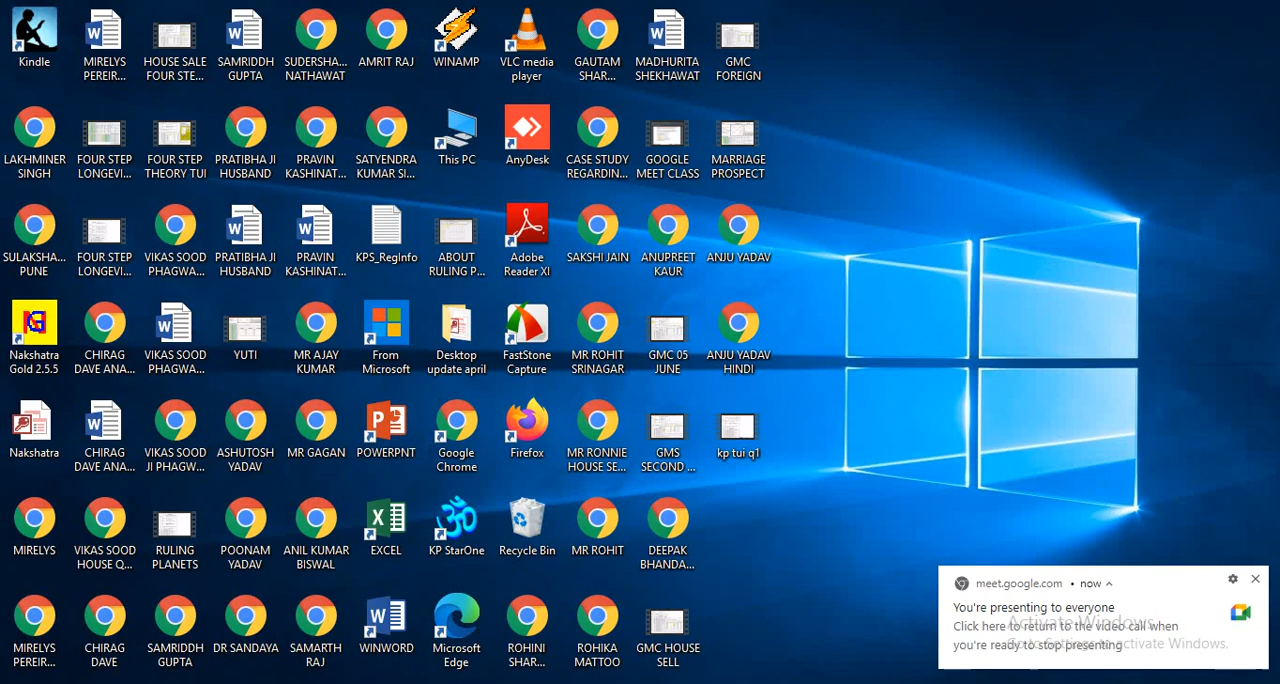 Kindle
MIRELYS
PEREIR...
HOUSE SALE
FOUR STE...
SAMRIDDH
GUPTA
SUDERSHA...
NATHAWAT
AMRIT RAJ
WINAMP
VLC media
player
GAUTAM
SHAR...
MADHURITA
SHEKHAWAT
GMC
FOREIGN
LAKHMINER
SINGH
FOUR STEP
LONGEVI...
FOUR STEP
THEORY TUI
PRATIBHA JI
HUSBAND
PRAVIN
KASHINAT...
SATYENDRA
KUMAR SI...
This PC
AnyDesk
CASE STUDY
REGARDIN...
GOOGLE
MEET CLASS
MARRIAGE
PROSPECT
SULAKSHA...
PUNE
FOUR STEP
LONGEVI...
VIKAS SOOD
PHAGWA...
PRATIBHA JI
HUSBAND
PRAVIN
KASHINAT...
KPS_RegInfo
ABOUT
RULING P...
Adobe
Reader XI
SAKSHI JAIN
ANUPREET
KAUR
ANJU YADAV
Nakshatra
Gold 2.5.5
CHIRAG
DAVE ANA...
VIKAS SOOD
PHAGWA...
YUTI
MR AJAY
KUMAR
From
Microsoft
Desktop
update april
FastStone
Capture
MR ROHIT
SRINAGAR
GMC 05
JUNE
ANJU YADAV
HINDI
Nakshatra
CHIRAG
DAVE ANA...
VIKAS SOOD
JI PHAGW...
ASHUTOSH
YADAV
MR GAGAN
POWERPNT
Google
Chrome
Firefox
MR RONNIE
HOUSE SE...
GMS
SECOND ...
kp tui q1
MIRELYS
VIKAS SOOD
HOUSE Q...
RULING
PLANETS
POONAM
YADAV
ANIL KUMAR
BISWAL
EXCEL
KP StarOne
Recycle Bin
MR ROHIT
DEEPAK
BHANDA...
MIRELYS
PEREIR...
CHIRAG
DAVE
SAMRIDDH
GUPTA
DR SANDAYA
SAMARTH
RAJ
WINWORD
Microsoft
Edge
ROHINI
SHAR...
ROHIKA
MATTOO
GMC HOUSE
SELL
meet.google.com • now
You're presenting to everyone
Click here to return to the video call when
you're ready to stop presenting
Activate Windows
Go to Settings to activate Windows.